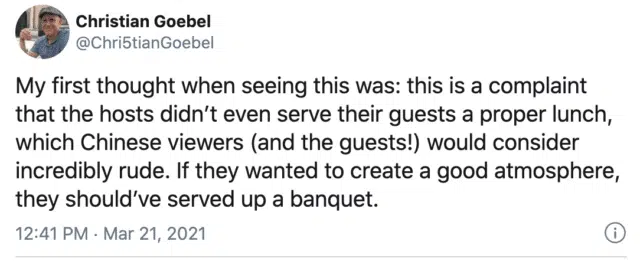 Christian Goebel
@Chri5tianGoebel
My first thought when seeing this was: this is a complaint
that the hosts didn’t even serve their guests a proper lunch,
which Chinese viewers (and the guests!) would consider
incredibly rude. If they wanted to create a good atmosphere,
they should’ve served up a banquet.
12:41 PM · Mar 21, 2021